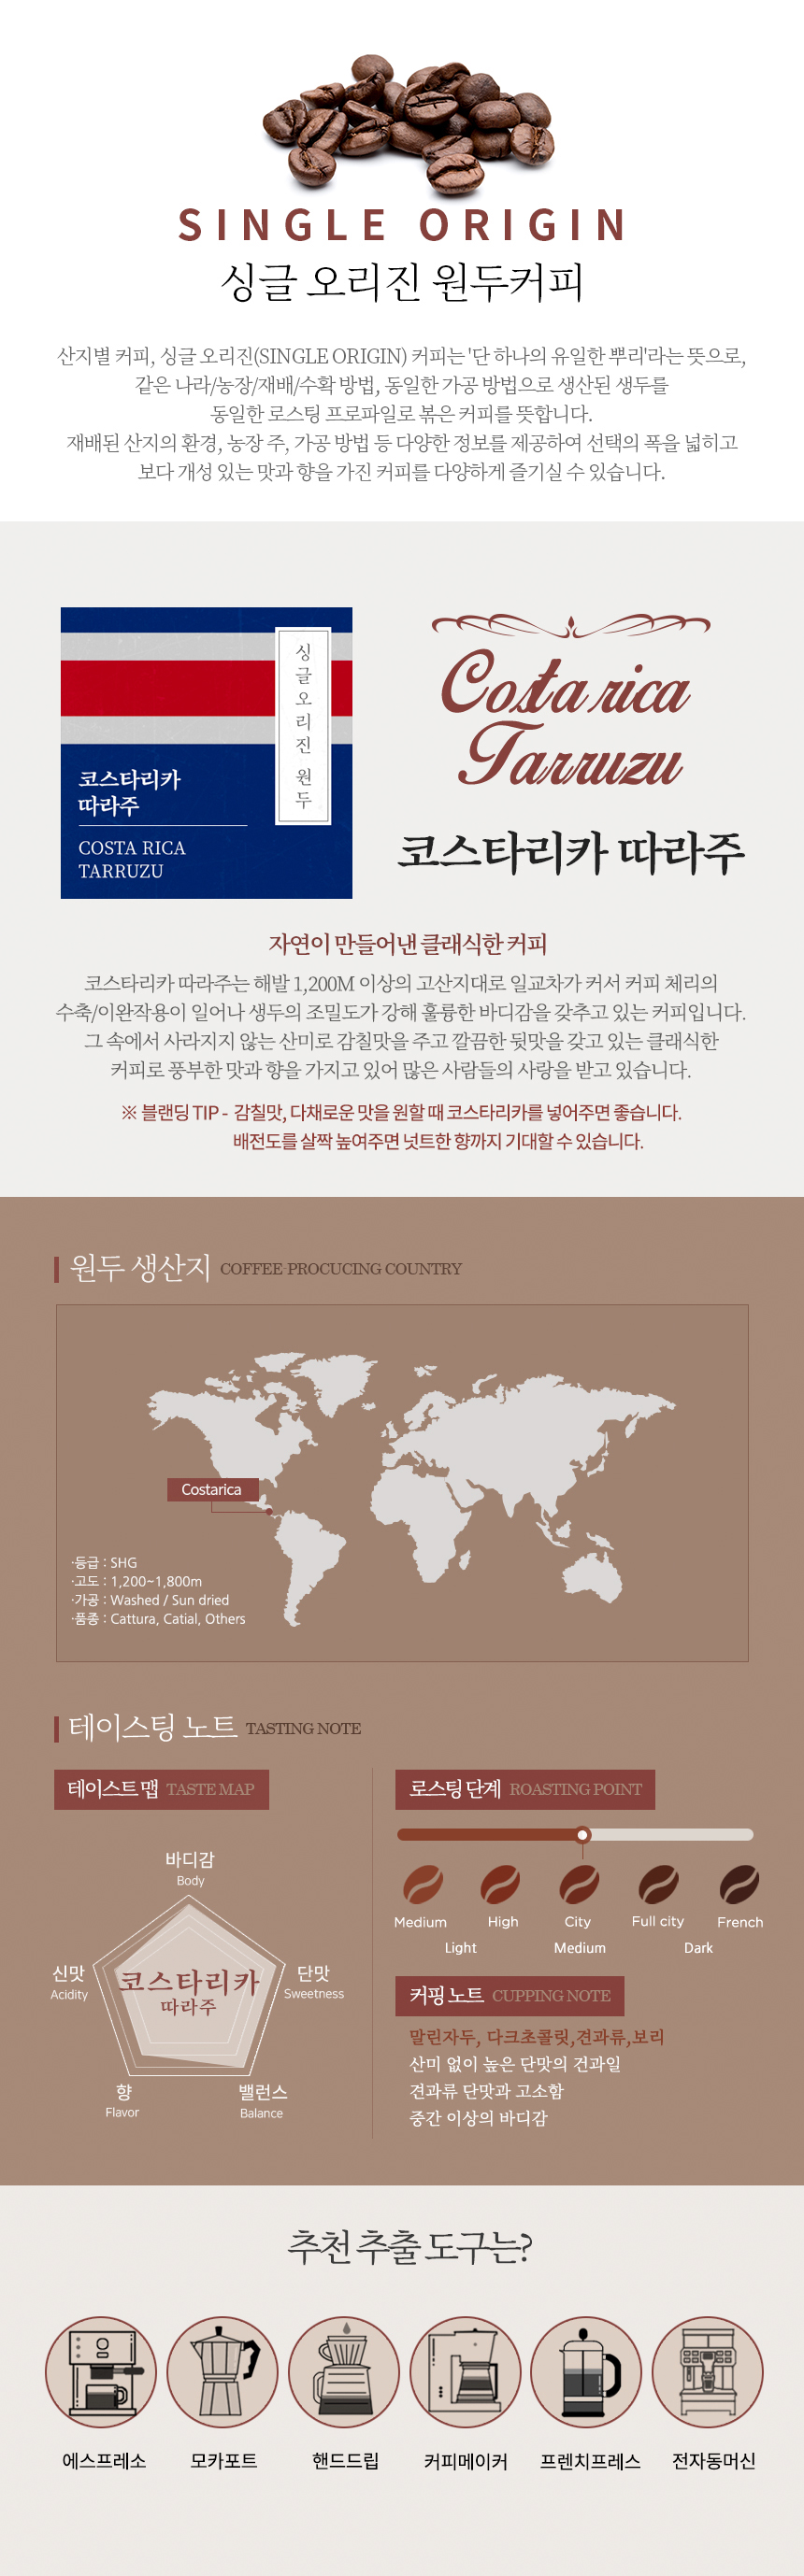 SINGLE ORIGIN
싱글 오리진 원두커피
산지별 커피, 싱글 오리진(SINGLE ORIGIN) 커피는 '단 하나의 유일한 뿌리'라는 뜻으로,
같은 나라/농장/재배/수확 방법, 동일한 가공 방법으로 생산된 생두를
동일한 로스팅 프로파일로 볶은 커피를 뜻합니다.
재배된 산지의 환경, 농장 주, 가공 방법 등 다양한 정보를 제공하여 선택의 폭을 넓히고
보다 개성 있는 맛과 향을 가진 커피를 다양하게 즐기실 수 있습니다.
싱글 오리진 원두
코스타리카
따라주
COSTA RICA
TARRUZU
Costa rica
Tarruzu
코스타리카 따라주
자연이 만들어낸 클래식한 커피
코스타리카 따라주는 해발 1,200M 이상의 고산지대로 일교차가 커서 커피 체리의
수축/이완작용이 일어나 생두의 조밀도가 강해 훌륭한 바디감을 갖추고 있는 커피입니다.
그 속에서 사라지지 않는 산미로 감칠맛을 주고 깔끔한 뒷맛을 갖고 있는 클래식한
커피로 풍부한 맛과 향을 가지고 있어 많은 사람들의 사랑을 받고 있습니다.
※ 블랜딩 TIP - 감칠맛, 다채로운 맛을 원할 때 코스타리카를 넣어주면 좋습니다.
배전도를 살짝 높여주면 넛트한 향까지 기대할 수 있습니다.
원두 생산지 COFFEE-PROCUCING COUNTRY
Costarica
·등급 : SHG
·고도 : 1,200~1,800m
·가공 : Washed / Sun dried
·품종 : Cattura, Catial, Others
테이스팅 노트 TASTING NOTE
테이스트 맵 TASTE MAP
바디감
Body
신맛
Acidity
단맛
Sweetness
코스타리카
따라주
향
Flavor
밸런스
Balance
로스팅 단계 ROASTING POINT
Medium High City Full city French
Light Medium Dark
커핑 노트 CUPPING NOTE
말린자두, 다크초콜릿,견과류,보리
산미 없이 높은 단맛의 건과일
견과류 단맛과 고소함
중간 이상의 바디감
추천 추출 도구는?
에스프레소 모카포트 핸드드립 커피메이커 프렌치프레스 전자동머신